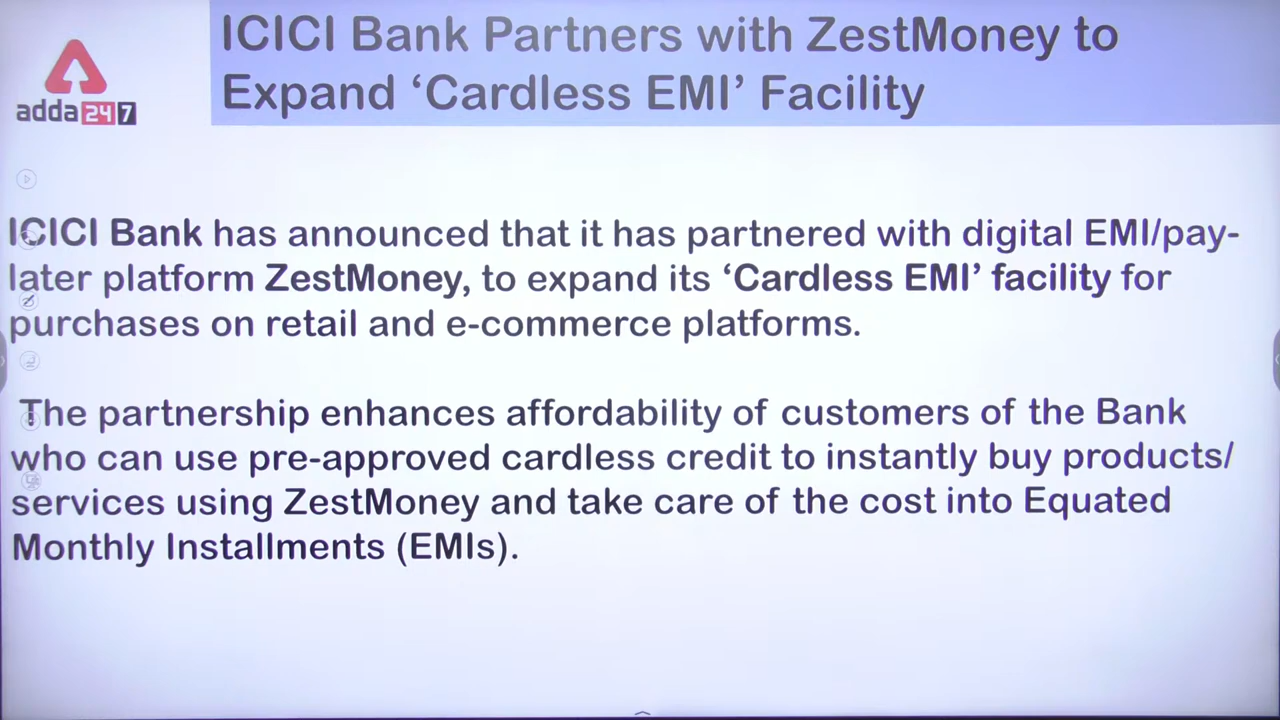 ICICI Bank Partners with ZestMoney to
Expand ‘Cardless EMI’ Facility
adda247
ICICI Bank has announced that it has partnered with digital EMI/pay-
later platform ZestMoney, to expand its ‘Cardless EMI’ facility for
purchases on retail and e-commerce platforms.
The partnership enhances affordability of customers of the Bank
who can use pre-approved cardless credit to instantly buy products/
services using ZestMoney and take care of the cost into Equated
Monthly Installments (EMIs).